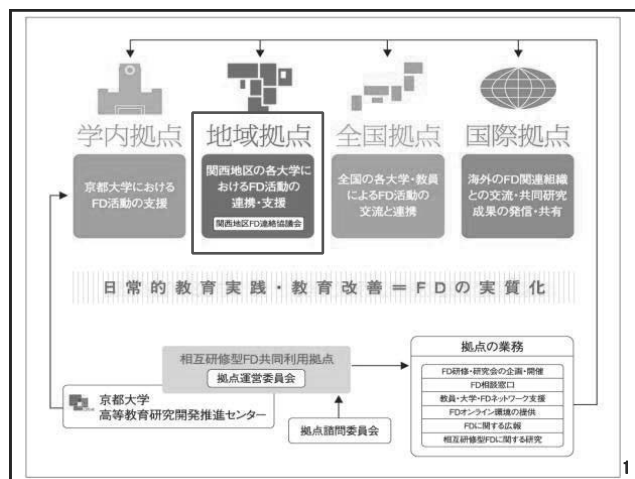 学内拠点
京都大学における
FD活動の支援
地域拠点
関西地区の各大学に
おけるFD活動の
連携・支援
関西地区FD連絡協議会
全国拠点
全国の各大学・教員
によるFD活動の
交流と連携
国際拠点
海外のFD関連組織
との交流・共同研究
成果の発信・共有
日常的教育実践・教育改善＝FDの実質化
相互研修型FD共同利用拠点
拠点運営委員会
京都大学
高等教育研究開発推進センター
拠点諮問委員会
拠点の業務
FD研修・研究会の企画・開催
FD相談窓口
教員・大学・FDネットワーク支援
FDオンライン環境の提供
FDに関する広報
相互研修型FDに関する研究
1